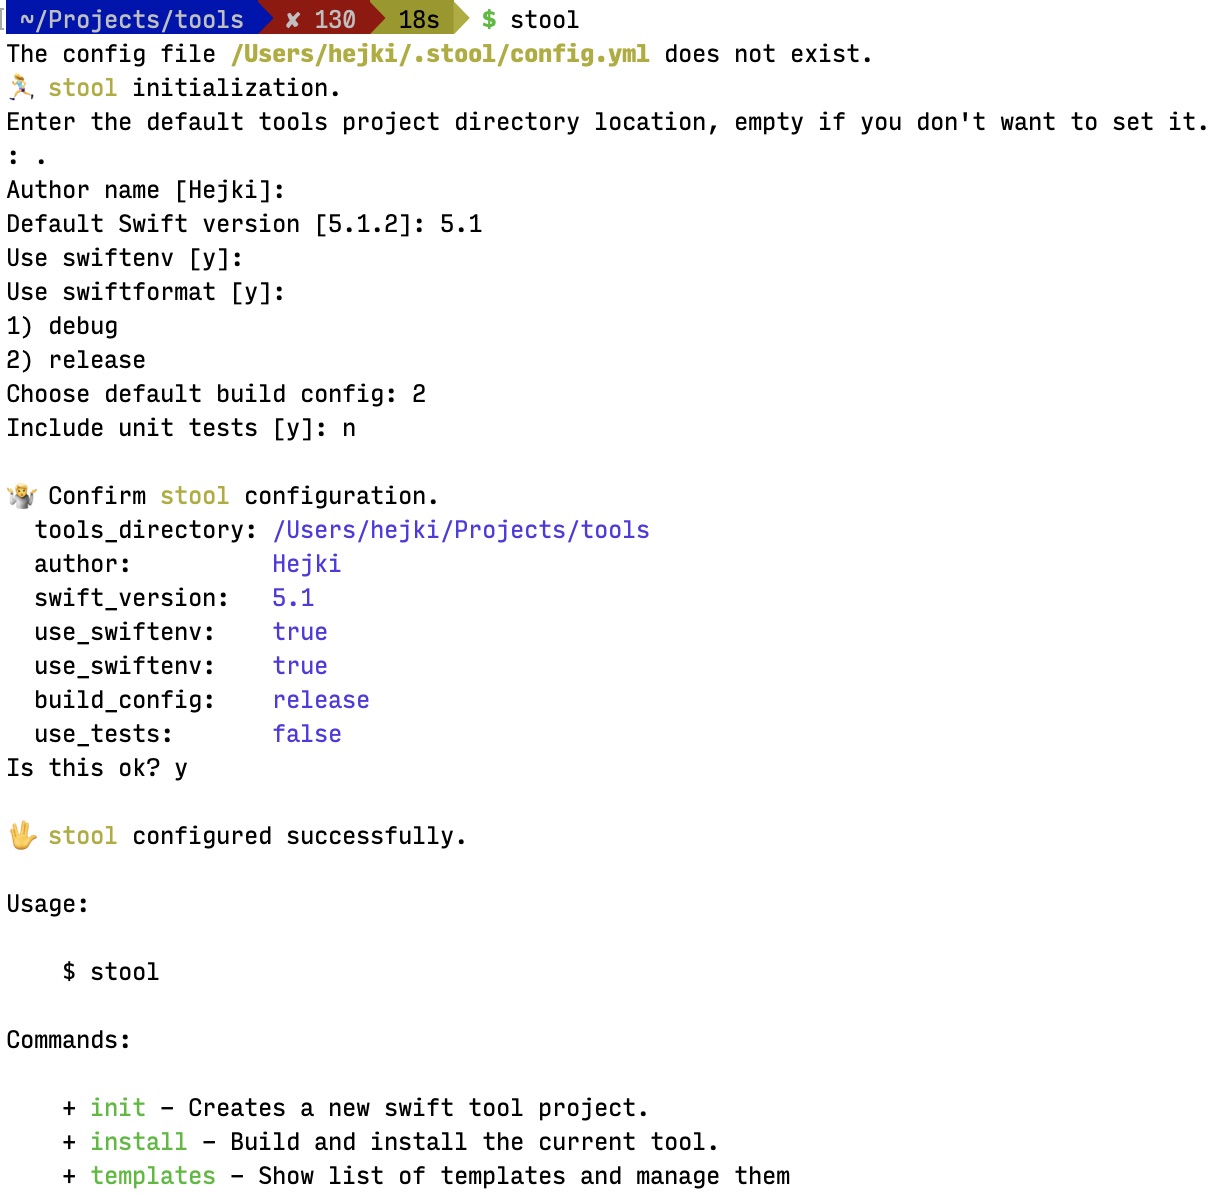 ~/Projects/tools ✘ 130 18s $ stool
The config file /Users/hejki/.stool/config.yml does not exist.
🏃 stool initialization.
Enter the default tools project directory location, empty if you don't want to set it.
: .
Author name [Hejki]:
Default Swift version [5.1.2]: 5.1
Use swiftenv [y]:
Use swiftformat [y]:
1) debug
2) release
Choose default build config: 2
Include unit tests [y]: n
🤷 Confirm stool configuration.
tools_directory: /Users/hejki/Projects/tools
author: Hejki
swift_version: 5.1
use_swiftenv: true
use_swiftenv: true
build_config: release
use_tests: false
Is this ok? y
🖖 stool configured successfully.
Usage:
$ stool
Commands:
+ init - Creates a new swift tool project.
+ install - Build and install the current tool.
+ templates - Show list of templates and manage them